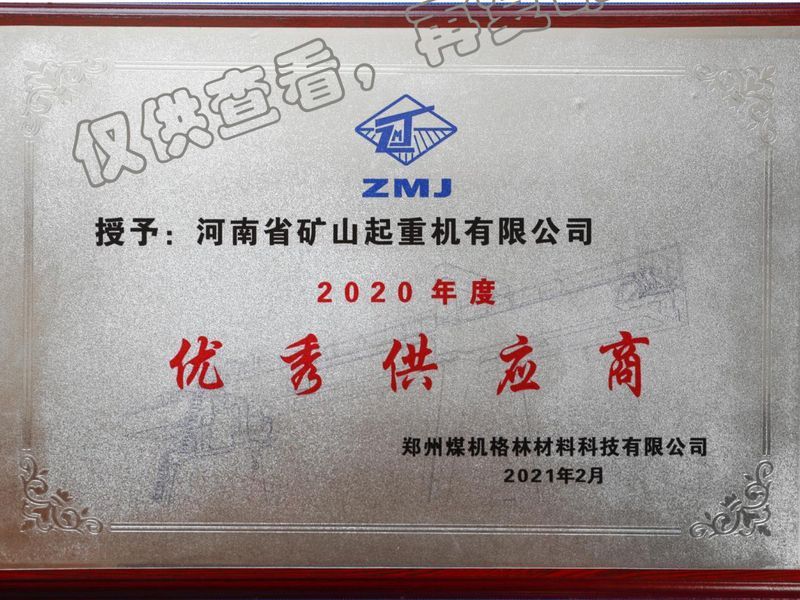 仅供查看，再
ZMJ
授予：河南省矿山起重机有限公司
2020年度
优秀供应商
郑州煤机格林材料科技有限公司
2021年2月